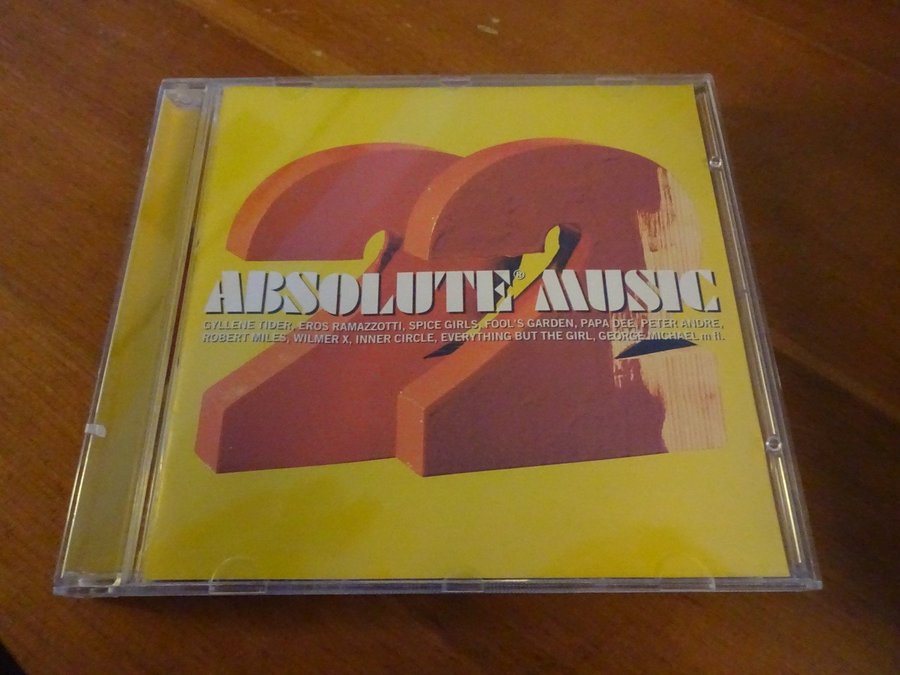 22
ABSOLUTE® MUSIC
GYLLENE TIDER, EROS RAMAZZOTTI, SPICE GIRLS, FOOL'S GARDEN, PAPA DEE, PETER ANDRE,
ROBERT MILES, WILMER X, INNER CIRCLE, EVERYTHING BUT THE GIRL, GEORGE MICHAEL m fl.